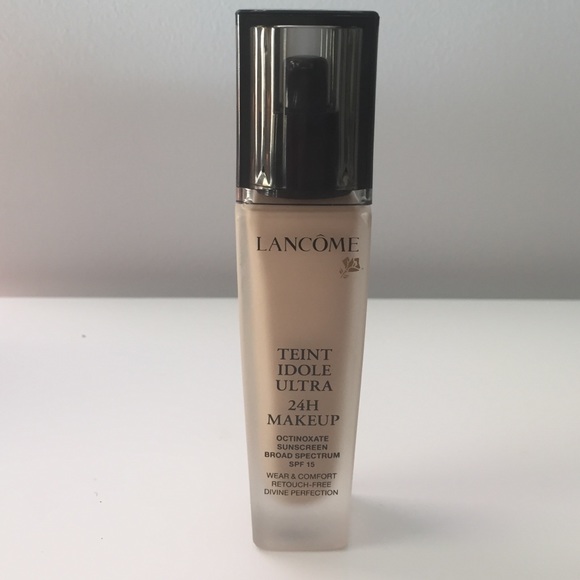 LANCÔME
TEINT
IDOLE
ULTRA
24H
MAKEUP
OCTINOXATE
SUNSCREEN
BROAD SPECTRUM
SPF 15
WEAR & COMFORT
RETOUCH-FREE
DIVINE PERFECTION